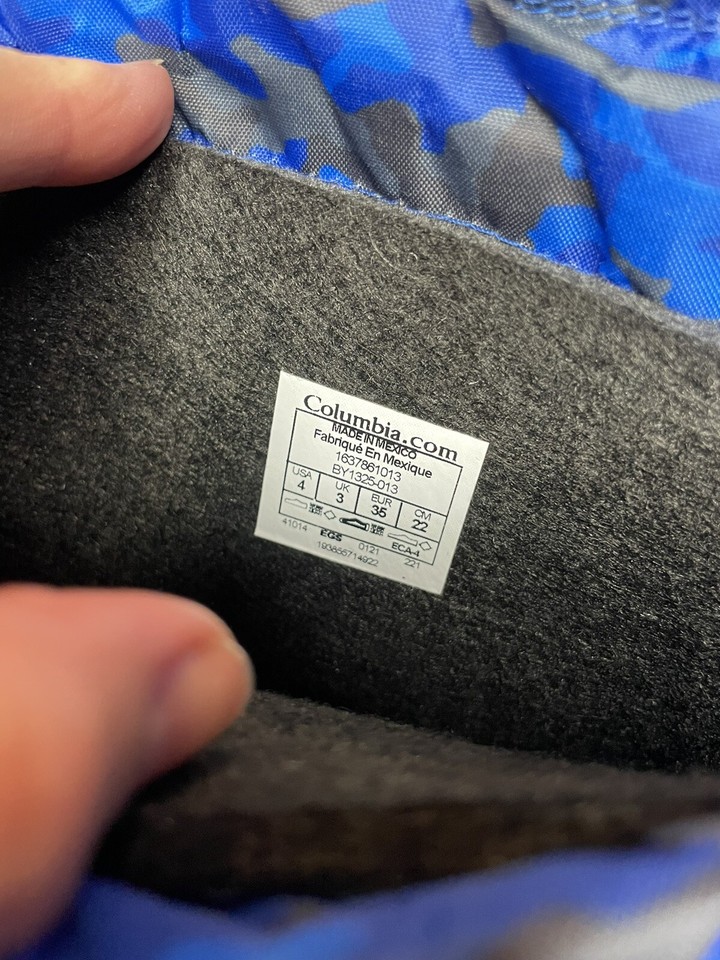 Columbia.com
MADE IN MEXICO
Fabriqué En Mexique
1637861013
BY1325-013
USA UK EUR CM
4 3 35 22
41014 EGS 0121 ECA-4 221
193855714922